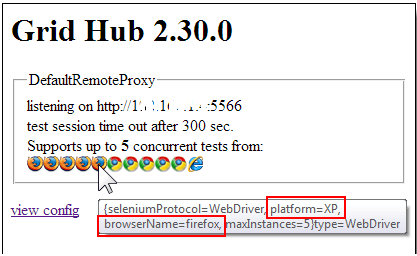 Grid Hub 2.30.0
DefaultRemoteProxy
listening on http:// :5566
test session time out after 300 sec.
Supports up to 5 concurrent tests from:
view config
{seleniumProtocol=WebDriver, platform=XP,
browserName=firefox, maxInstances=5}type=WebDriver